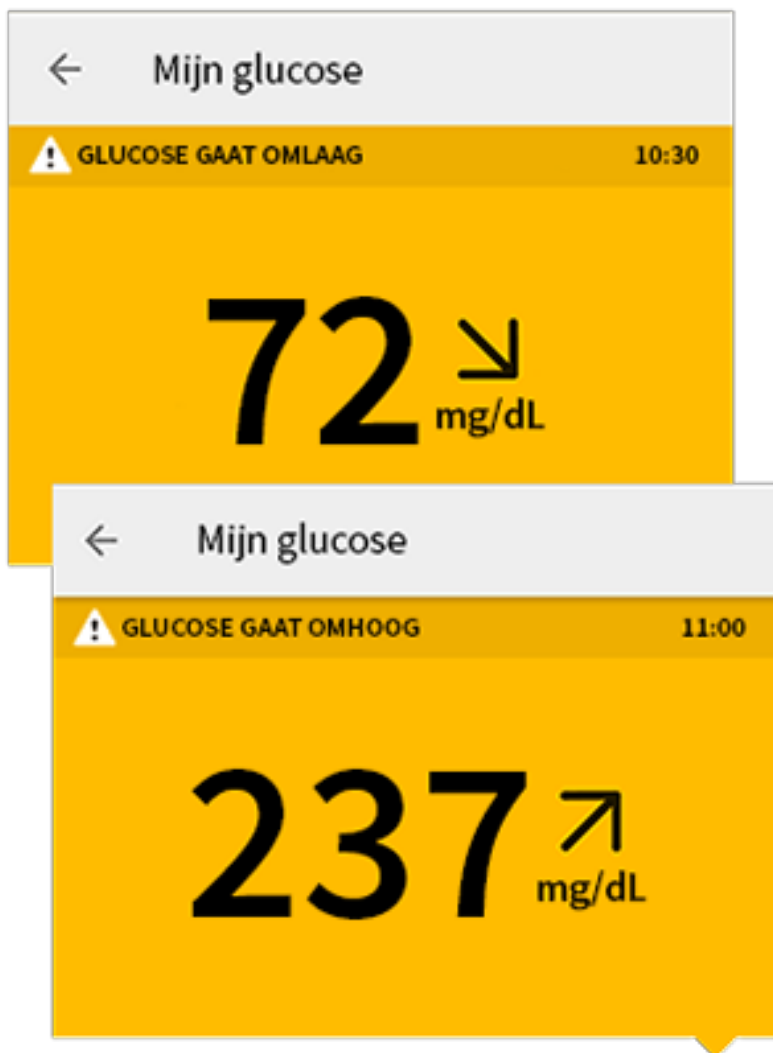 Mijn glucose
GLUCOSE GAAT OMLAAG 10:30
72 mg/dL
Mijn glucose
GLUCOSE GAAT OMHOOG 11:00
237 mg/dL